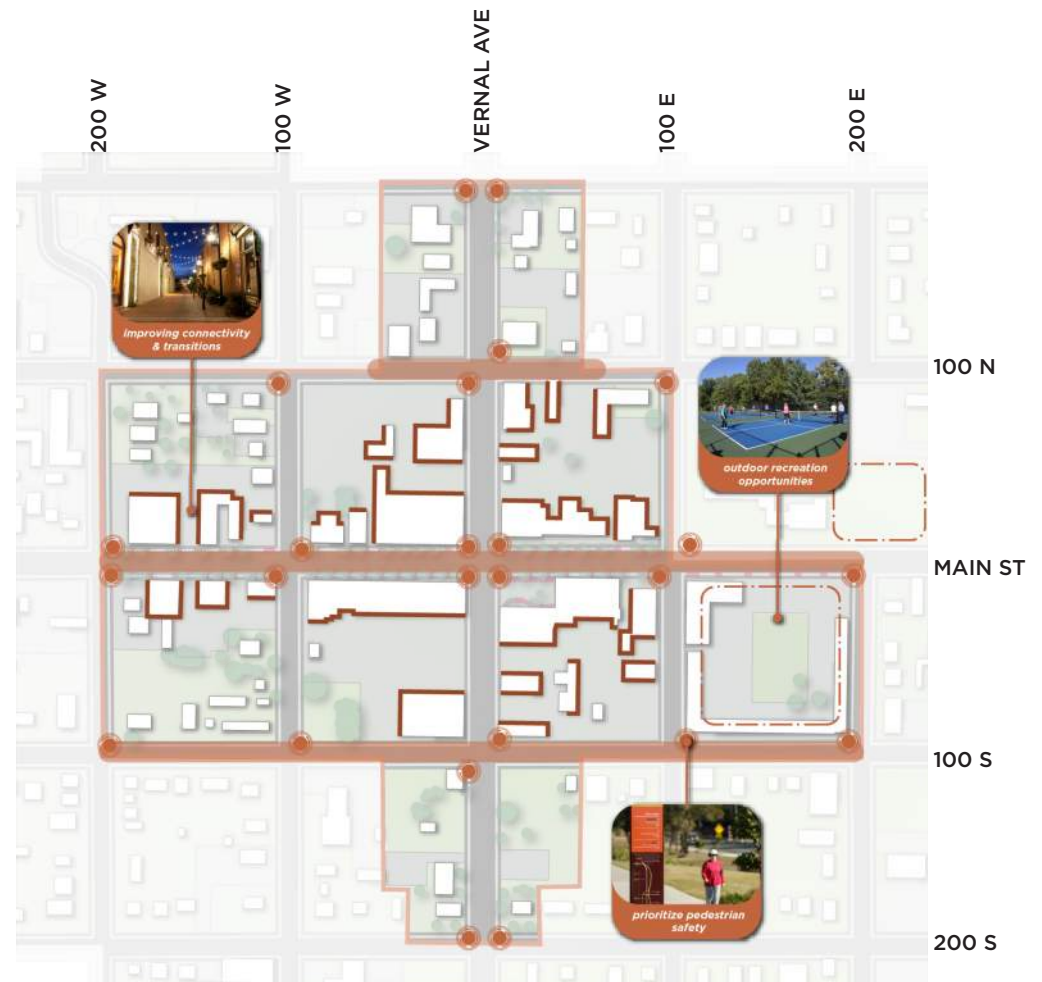 200 W
100 W
VERNAL AVE
100 E
200 E
improving connectivity
& transitions
100 N
outdoor recreation
opportunities
MAIN ST
100 S
prioritize pedestrian
safety
200 S